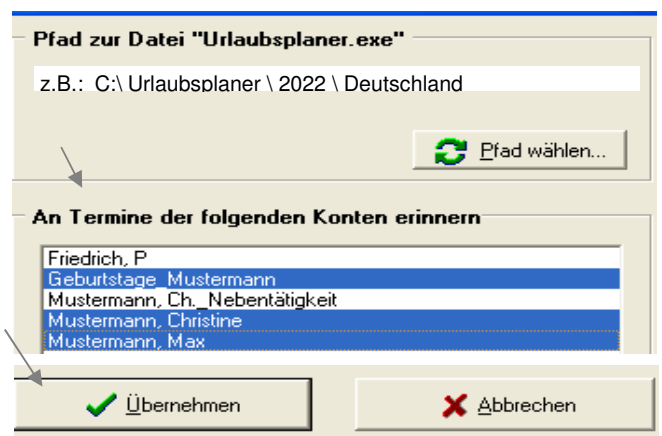 Pfad zur Datei "Urlaubsplaner.exe"
z.B.: C:\ Urlaubsplaner \ 2022 \ Deutschland
Pfad wählen...
An Termine der folgenden Konten erinnern
Friedrich, P
Geburtstage_Mustermann
Mustermann, Ch._Nebentätigkeit
Mustermann, Christine
Mustermann, Max
Übernehmen
Abbrechen